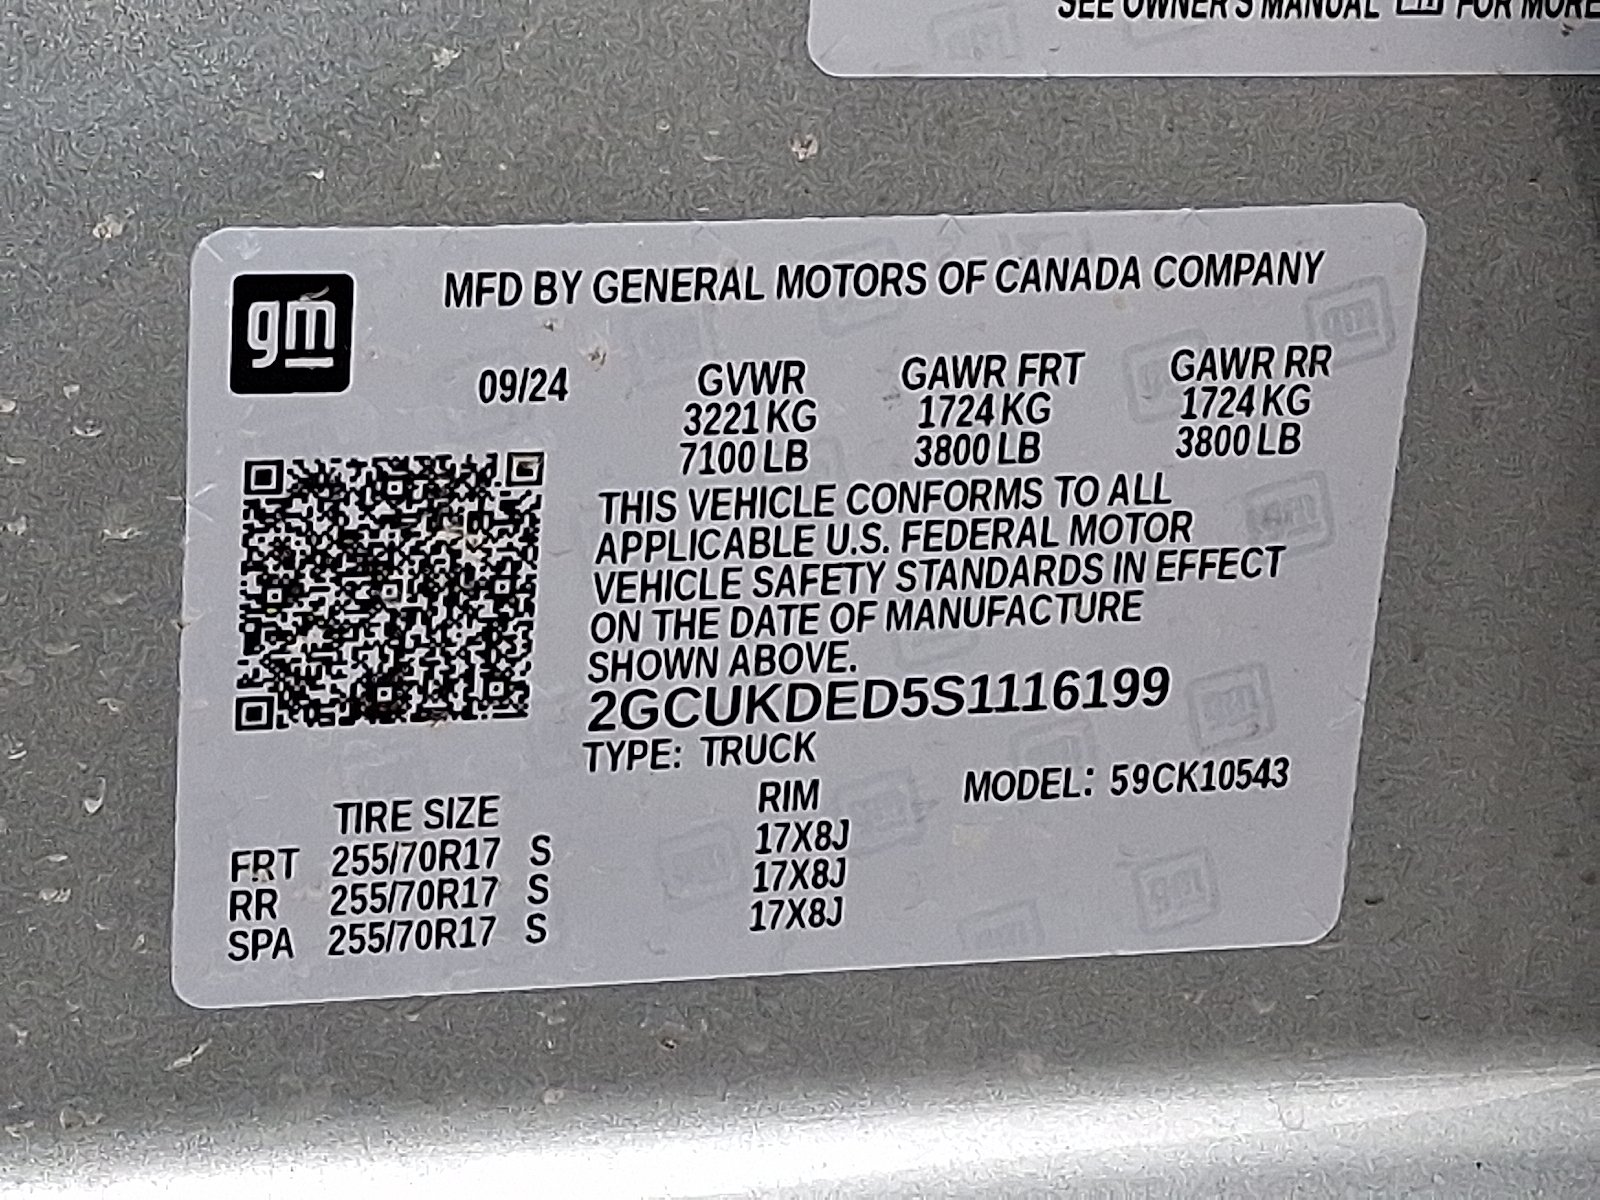 SEE OWNER'S MANUAL FOR MORE
gm
MFD BY GENERAL MOTORS OF CANADA COMPANY
09/24 GVWR GAWR FRT GAWR RR
3221 KG 1724 KG 1724 KG
7100 LB 3800 LB 3800 LB
THIS VEHICLE CONFORMS TO ALL
APPLICABLE U.S. FEDERAL MOTOR
VEHICLE SAFETY STANDARDS IN EFFECT
ON THE DATE OF MANUFACTURE
SHOWN ABOVE.
2GCUKDED5S1116199
TYPE: TRUCK
MODEL: 59CK10543
TIRE SIZE RIM
FRT 255/70R17 S 17X8J
RR 255/70R17 S 17X8J
SPA 255/70R17 S 17X8J